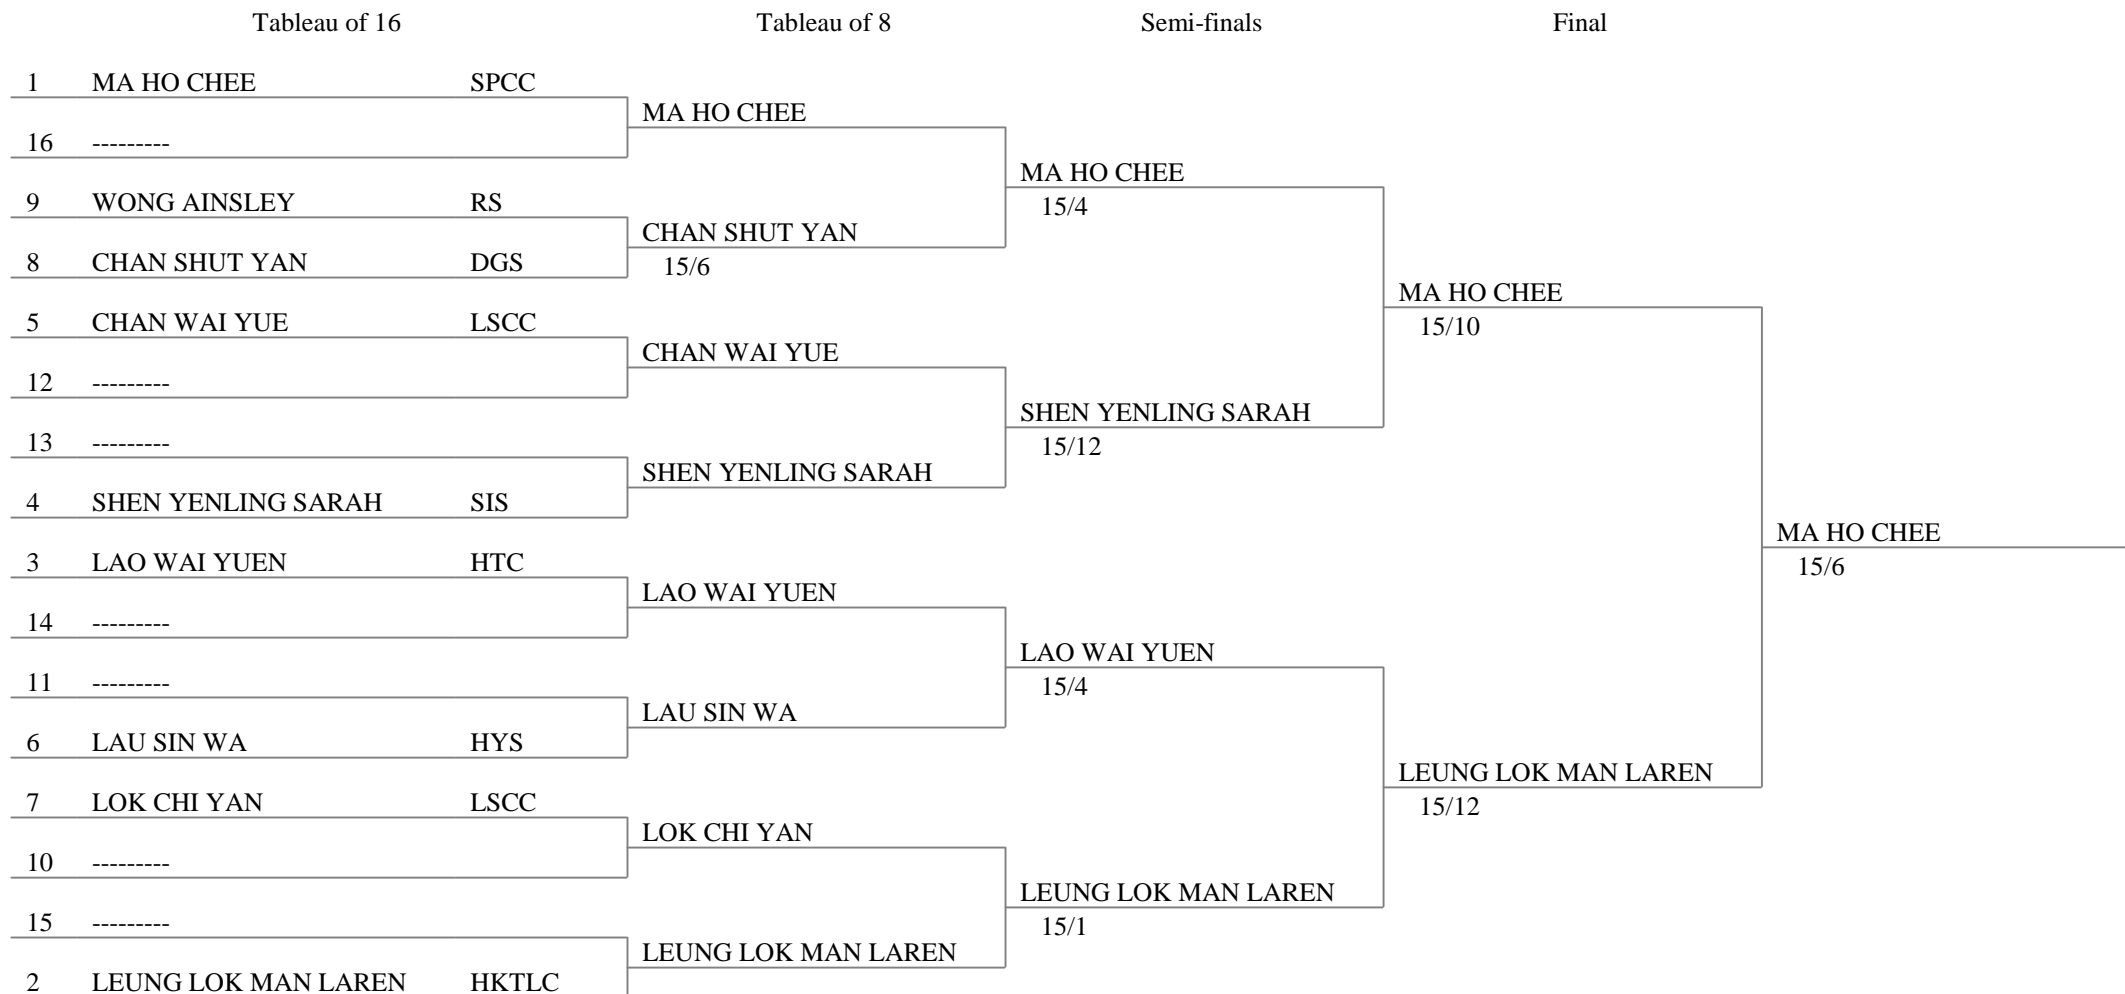 Tableau of 16 Tableau of 8 Semi-finals Final
1 MA HO CHEE SPCC
MA HO CHEE
16 ---------
MA HO CHEE
15/4
9 WONG AINSLEY RS
CHAN SHUT YAN
15/6
8 CHAN SHUT YAN DGS
MA HO CHEE
15/10
5 CHAN WAI YUE LSCC
CHAN WAI YUE
12 ---------
SHEN YENLING SARAH
15/12
13 ---------
SHEN YENLING SARAH
4 SHEN YENLING SARAH SIS
MA HO CHEE
15/6
3 LAO WAI YUEN HTC
LAO WAI YUEN
14 ---------
LAO WAI YUEN
15/4
11 ---------
LAU SIN WA
6 LAU SIN WA HYS
LEUNG LOK MAN LAREN
15/12
7 LOK CHI YAN LSCC
LOK CHI YAN
10 ---------
LEUNG LOK MAN LAREN
15/1
15 ---------
LEUNG LOK MAN LAREN
2 LEUNG LOK MAN LAREN HKTLC